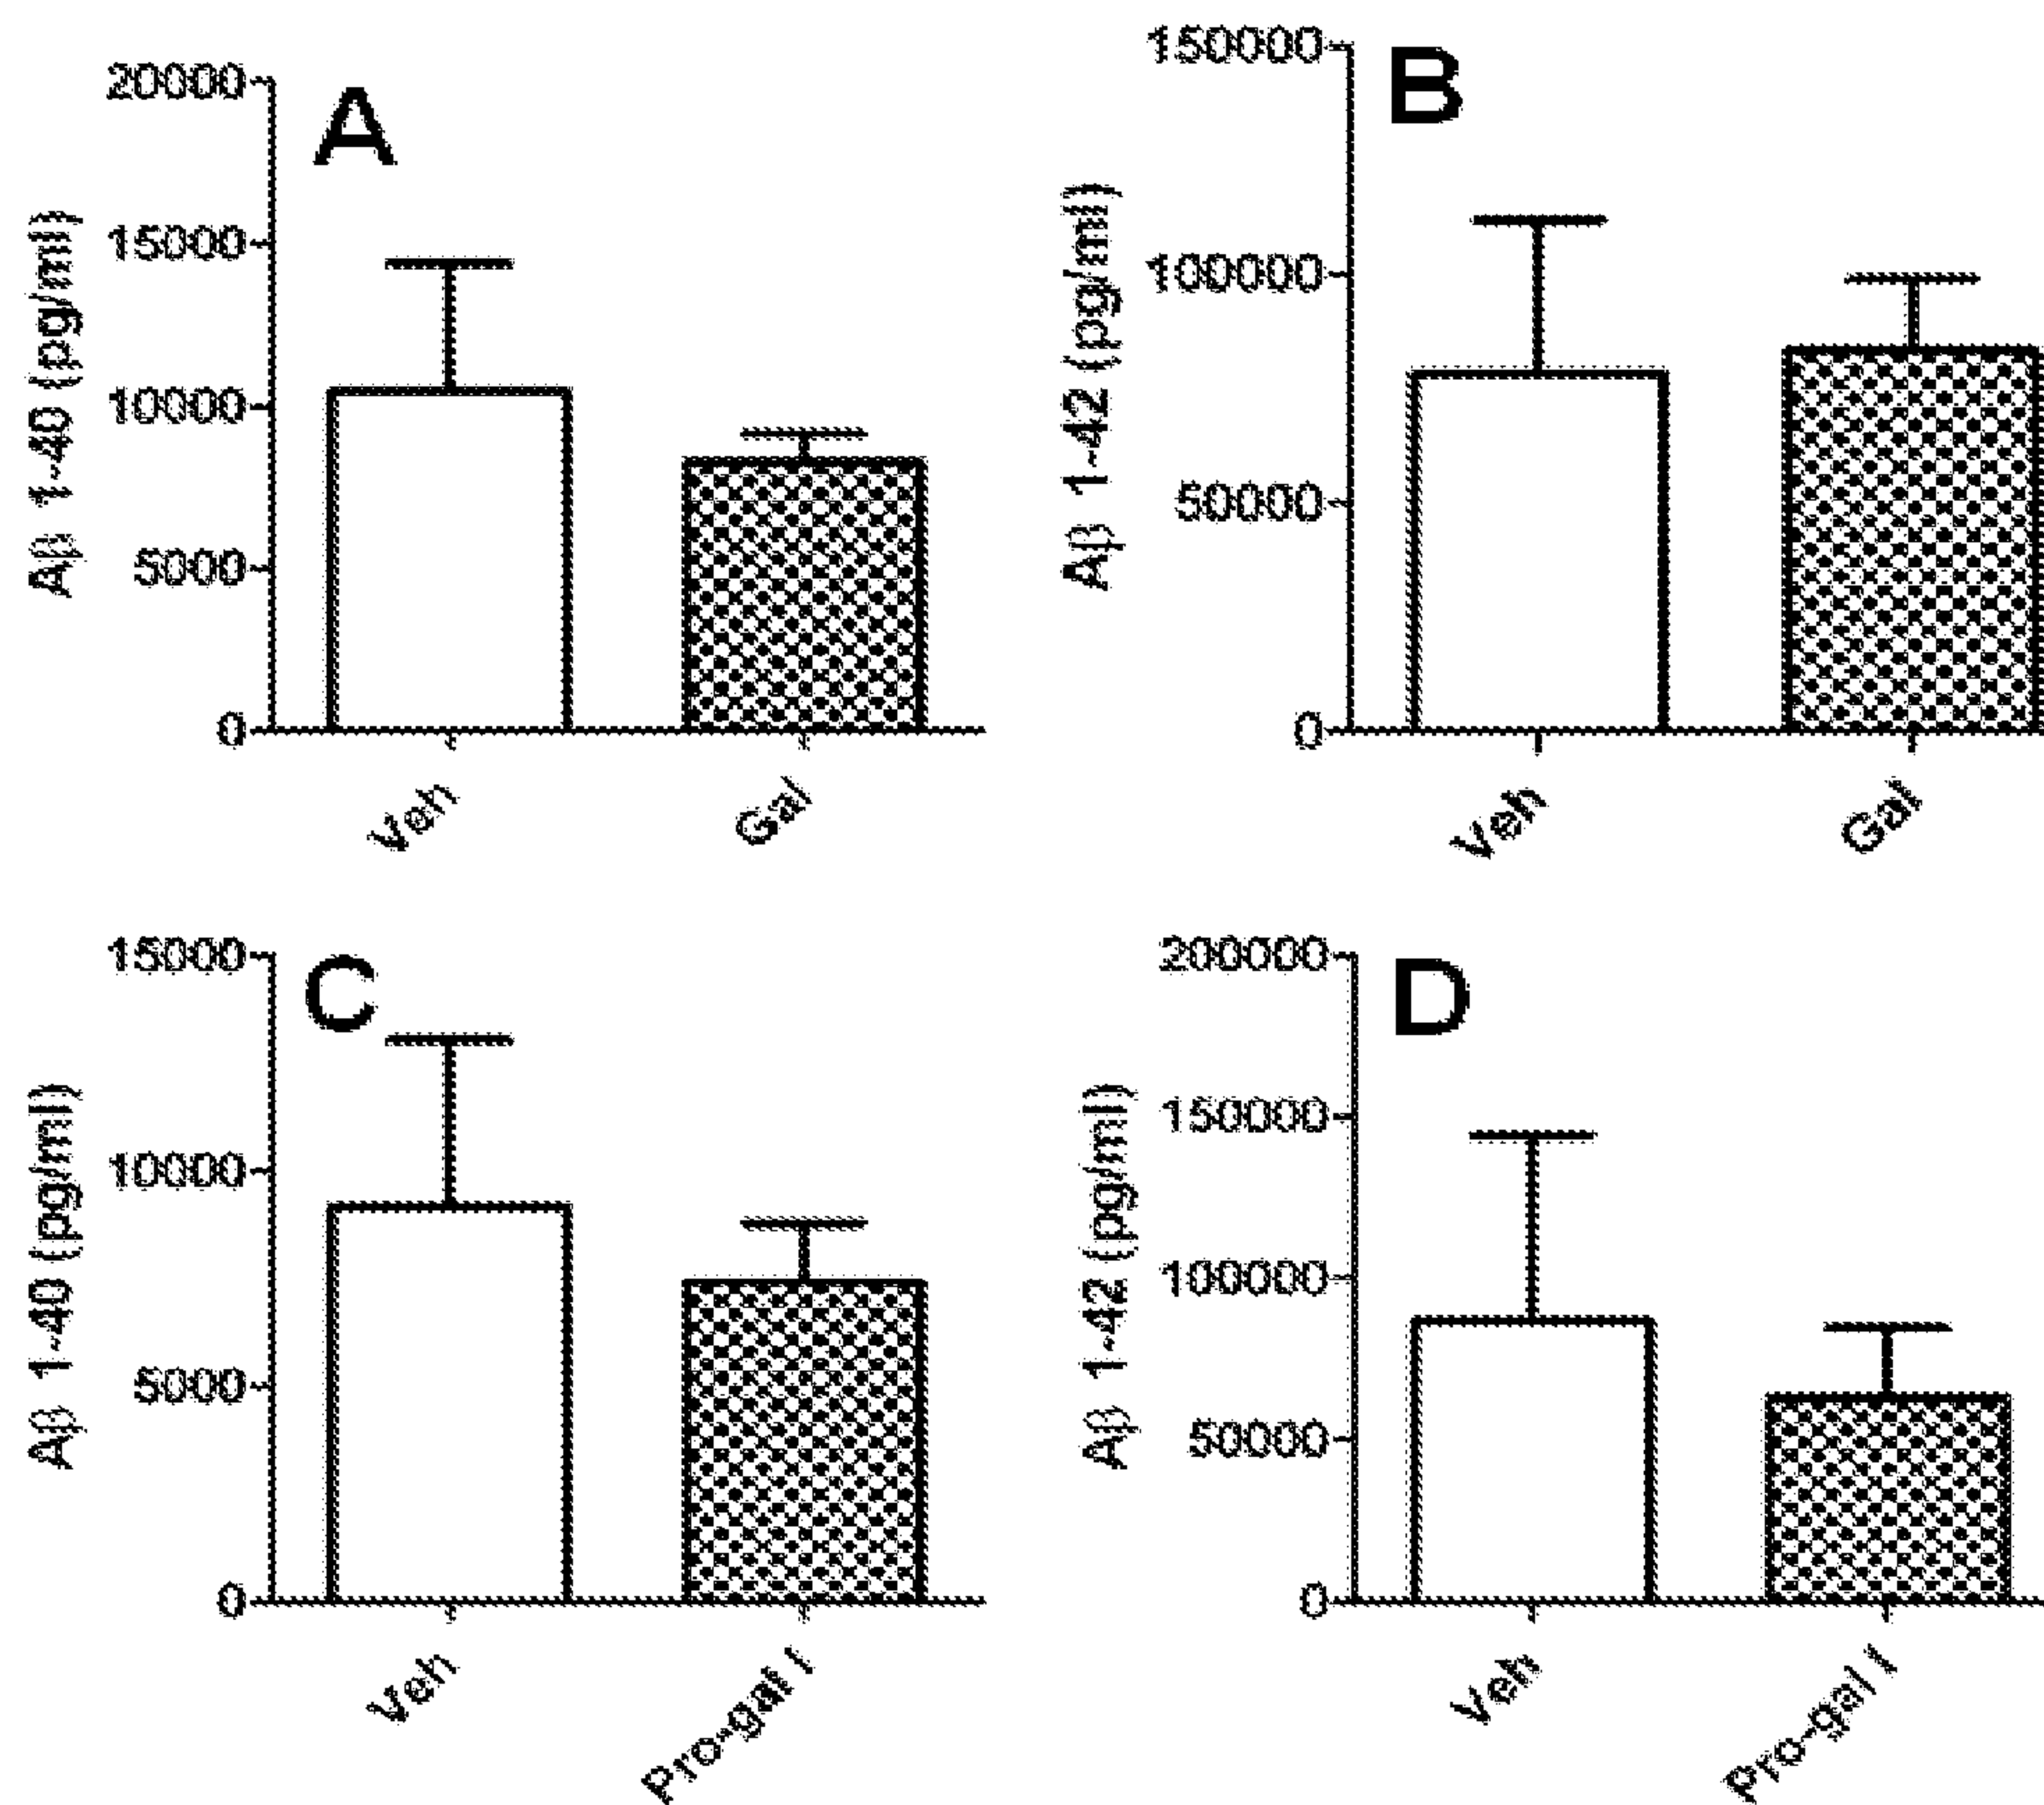 A
Aβ 1-40 (pg/ml)
20000
15000
10000
5000
0
Veh
Gal
B
Aβ 1-42 (pg/ml)
150000
100000
50000
0
Veh
Gal
C
Aβ 1-40 (pg/ml)
15000
10000
5000
0
Veh
Pro-gal I
D
Aβ 1-42 (pg/ml)
200000
150000
100000
50000
0
Veh
Pro-gal I